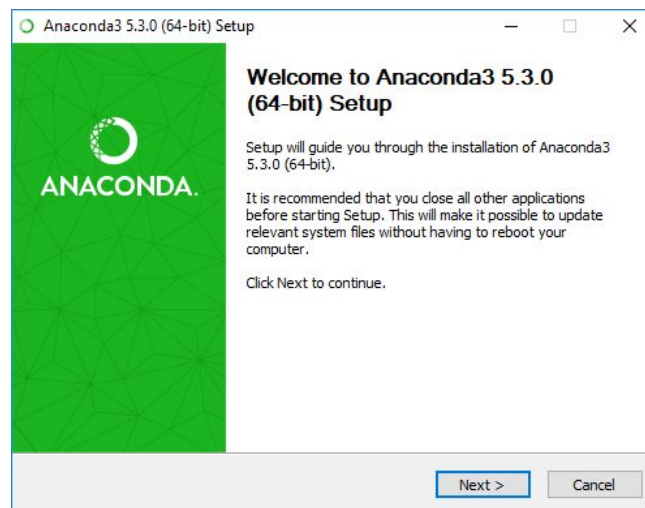 Anaconda3 5.3.0 (64-bit) Setup
ANACONDA.
Welcome to Anaconda3 5.3.0
(64-bit) Setup
Setup will guide you through the installation of Anaconda3
5.3.0 (64-bit).
It is recommended that you close all other applications
before starting Setup. This will make it possible to update
relevant system files without having to reboot your
computer.
Click Next to continue.
Next >
Cancel